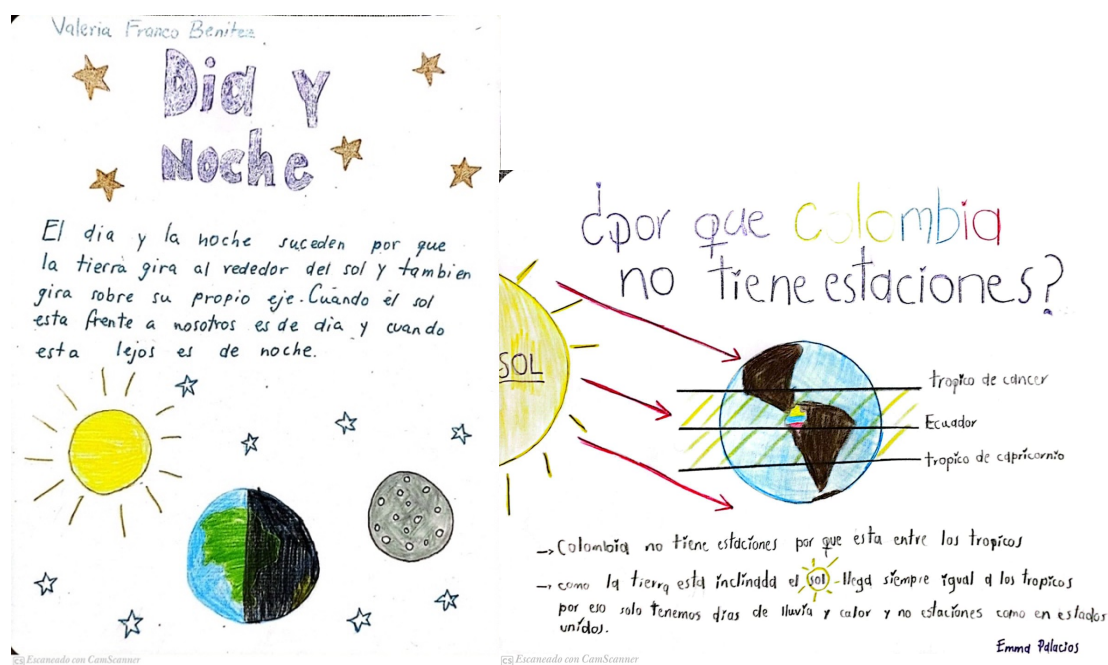 Valeria Franco Benitez
Dia y
Noche
El dia y la noche suceden por que
la tierra gira al rededor del sol y tambien
gira sobre su propio eje. Cuando el sol
esta frente a nosotros es de dia y cuando
esta lejos es de noche.
Escaneado con CamScanner
¿por que colombia
no tiene estaciones?
SOL
tropico de cancer
Ecuador
tropico de capricornio
→ Colombia no tiene estaciones por que esta entre los tropicos
→ como la tierra esta inclinada el sol llega siempre igual a los tropicos
por eso solo tenemos dias de lluvia y calor y no estaciones como en estados
unidos.
Emma Palacios
CS Escaneado con CamScanner